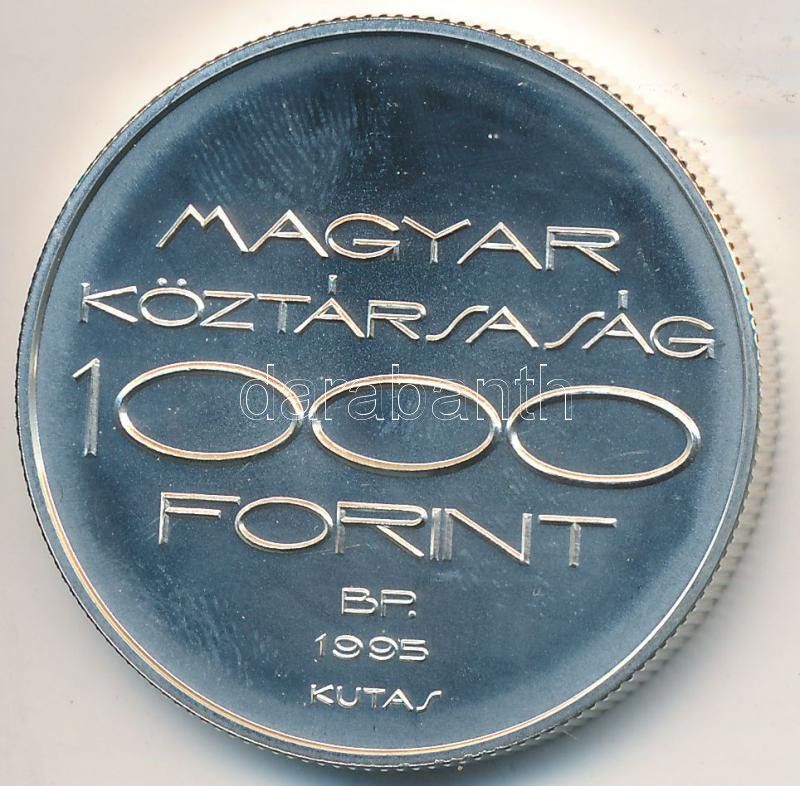 MAGYAR
KÖZTÁRSASÁG
1000
darabanth
FORINT
BP.
1995
KUTAS